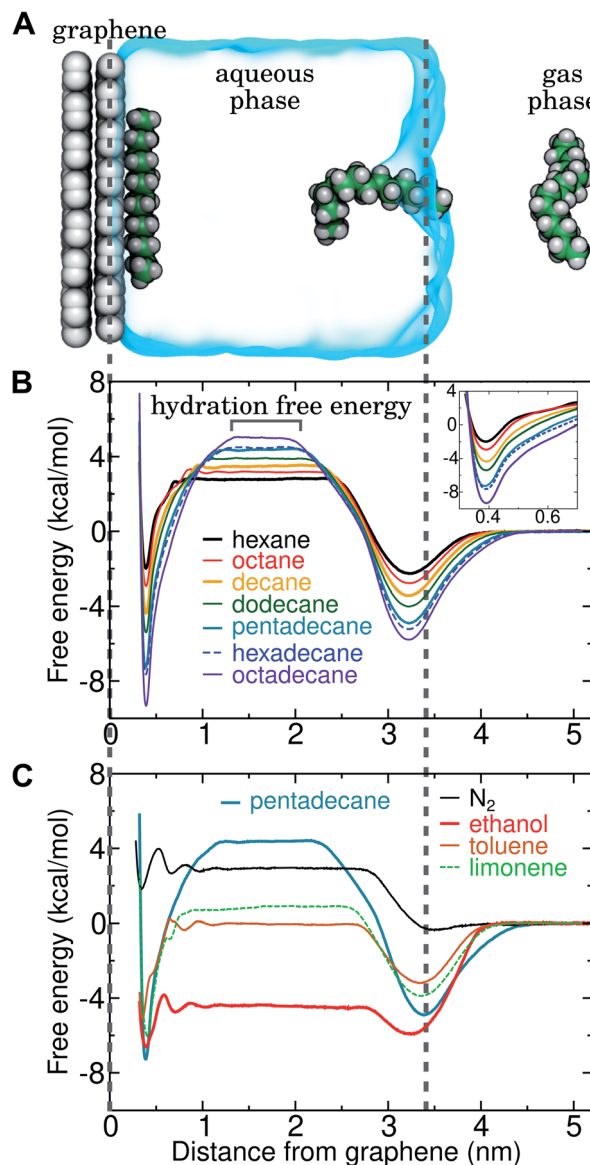 A
graphene
aqueous
phase
gas
phase
B
8
4
0
-4
-8
Free energy (kcal/mol)
hydration free energy
4
0
-4
-8
0.4
0.6
hexane
octane
decane
dodecane
pentadecane
hexadecane
octadecane
0
1
2
3
4
5
C
8
4
0
-4
-8
Free energy (kcal/mol)
pentadecane
N2
ethanol
toluene
limonene
0
1
2
3
4
5
Distance from graphene (nm)